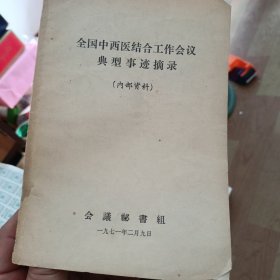 全国中西医结合工作会议
典型事迹摘录
(内部资料)
会議祕書組
一九七一年二月九日